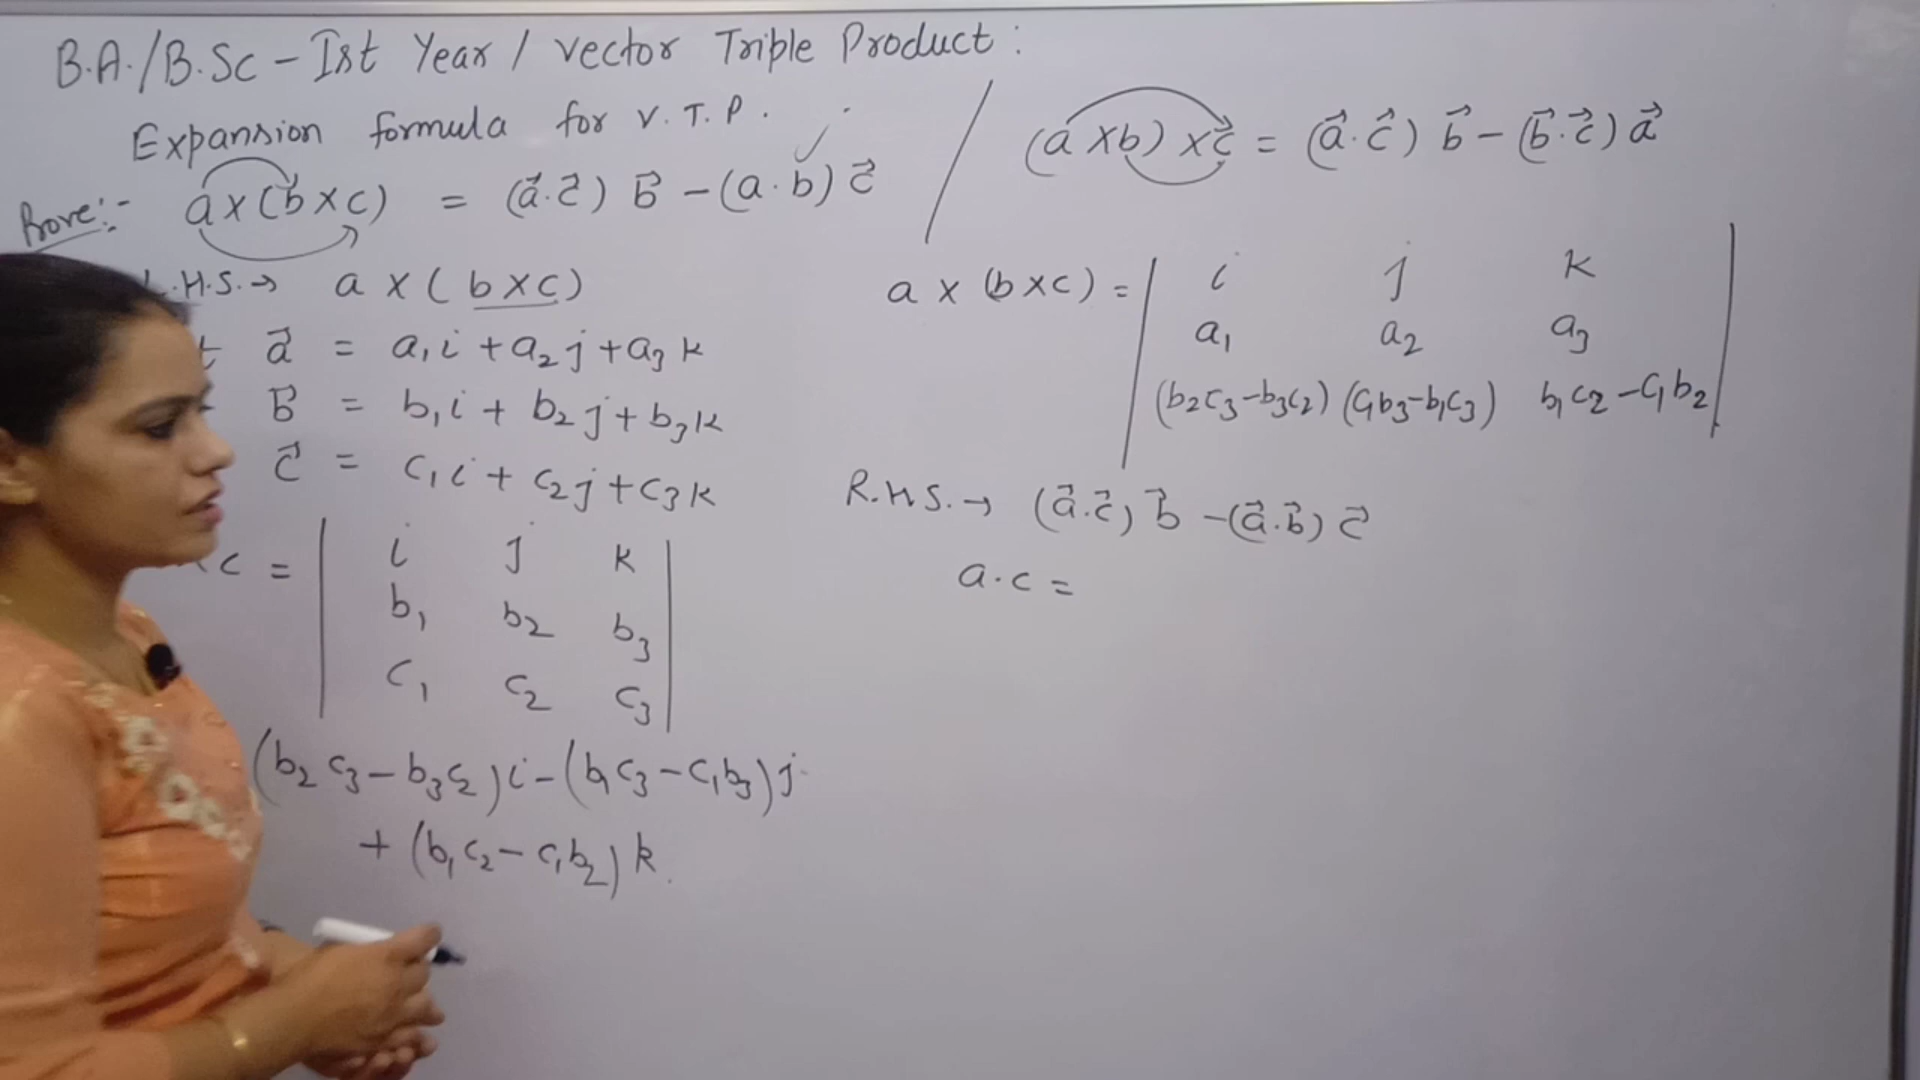 B.A./B.Sc - Ist Year / vector Triple Product :
Expansion formula for V.T.P.
Prove:- a×(b×c) = (a⃗.c⃗) b⃗ - (a.b) c⃗
(a×b)×c⃗ = (a⃗.c⃗) b⃗ - (b⃗.c⃗) a⃗
L.H.S. → a × (b×c)
a⃗ = a₁i + a₂j + a₃k
b⃗ = b₁i + b₂j + b₃k
c⃗ = c₁i + c₂j + c₃k
c = | i j k |
b₁ b₂ b₃
c₁ c₂ c₃
(b₂c₃ - b₃c₂)i - (b₁c₃ - c₁b₃)j
+ (b₁c₂ - c₁b₂)k
a × (b×c) = | i j k |
a₁ a₂ a₃
(b₂c₃-b₃c₂) (c₁b₃-b₁c₃) b₁c₂-c₁b₂
R.H.S. → (a⃗.c⃗) b⃗ - (a⃗.b⃗) c⃗
a.c =